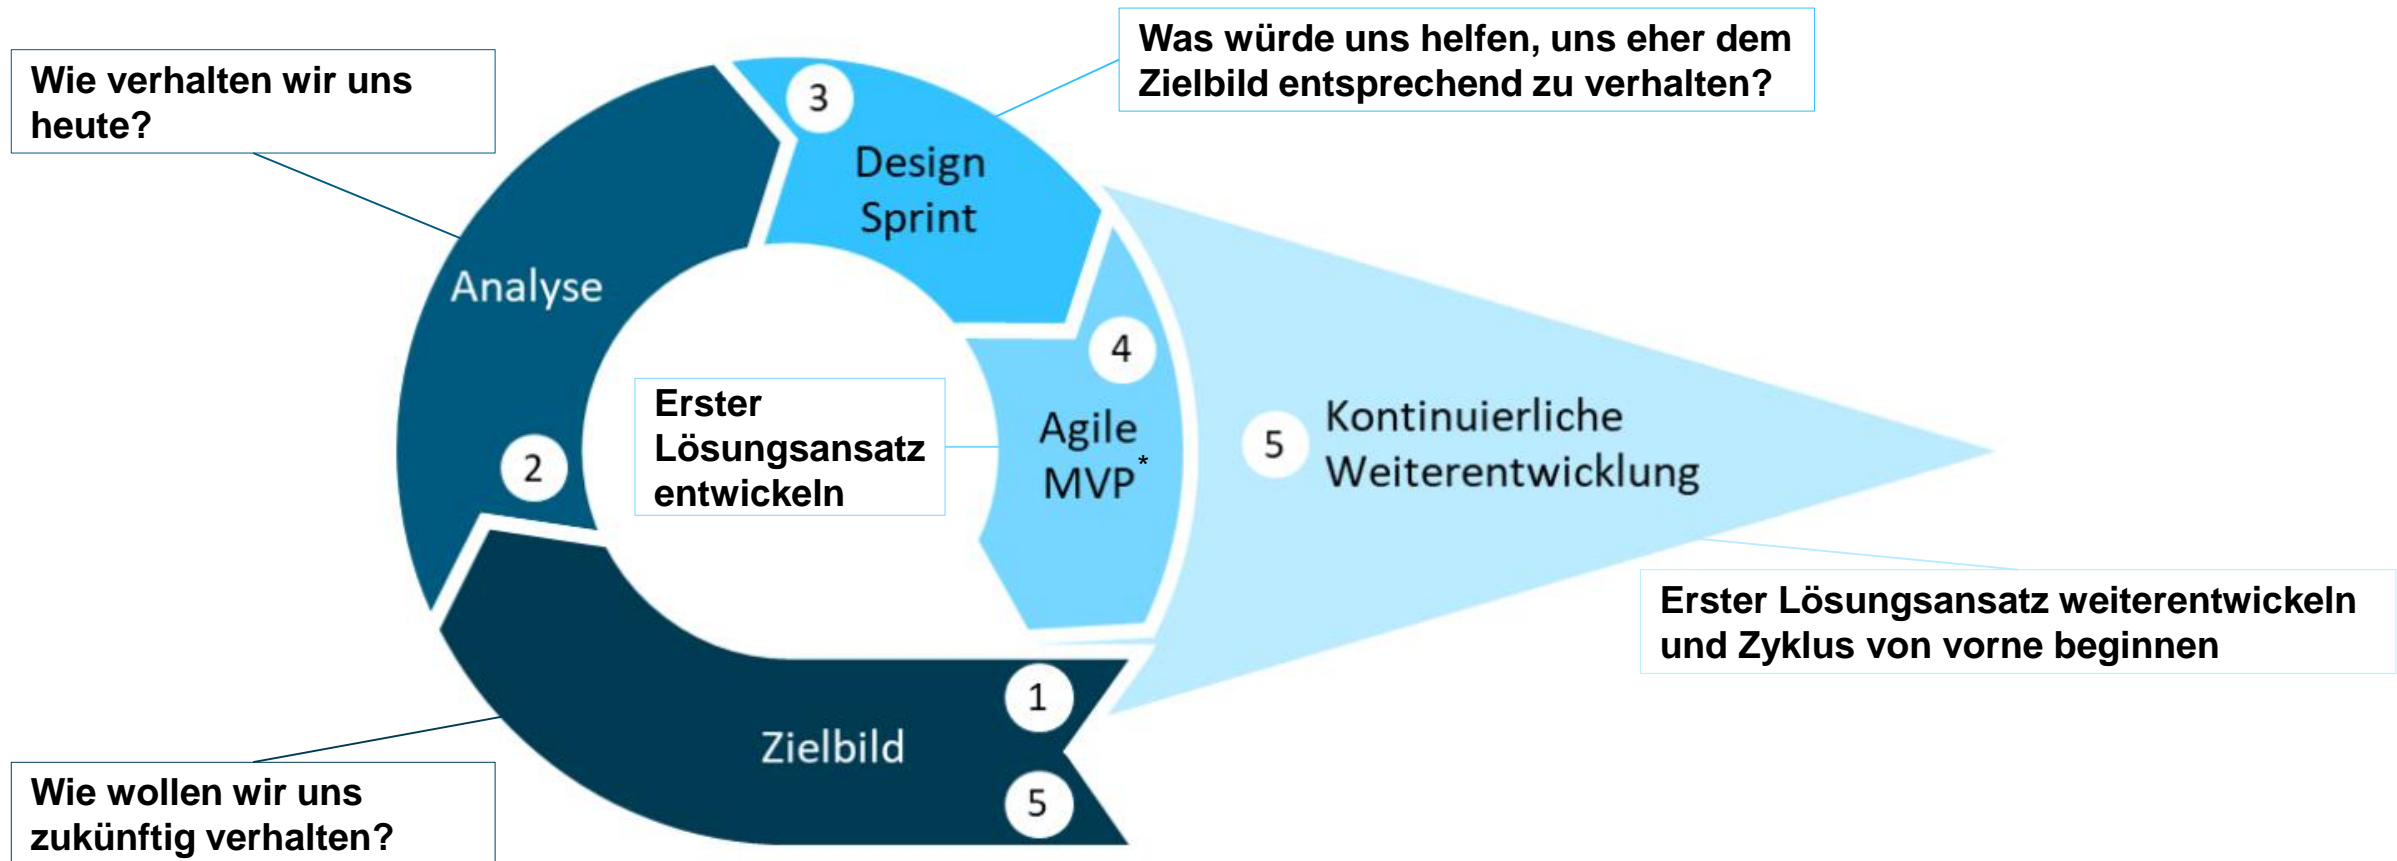 Was würde uns helfen, uns eher dem
Zielbild entsprechend zu verhalten?
Wie verhalten wir uns
heute?
3
Design
Sprint
Analyse
4
Erster
Lösungsansatz
entwickeln
Agile
MVP*
5
Kontinuierliche
Weiterentwicklung
2
Erster Lösungsansatz weiterentwickeln
und Zyklus von vorne beginnen
1
Zielbild
5
Wie wollen wir uns
zukünftig verhalten?